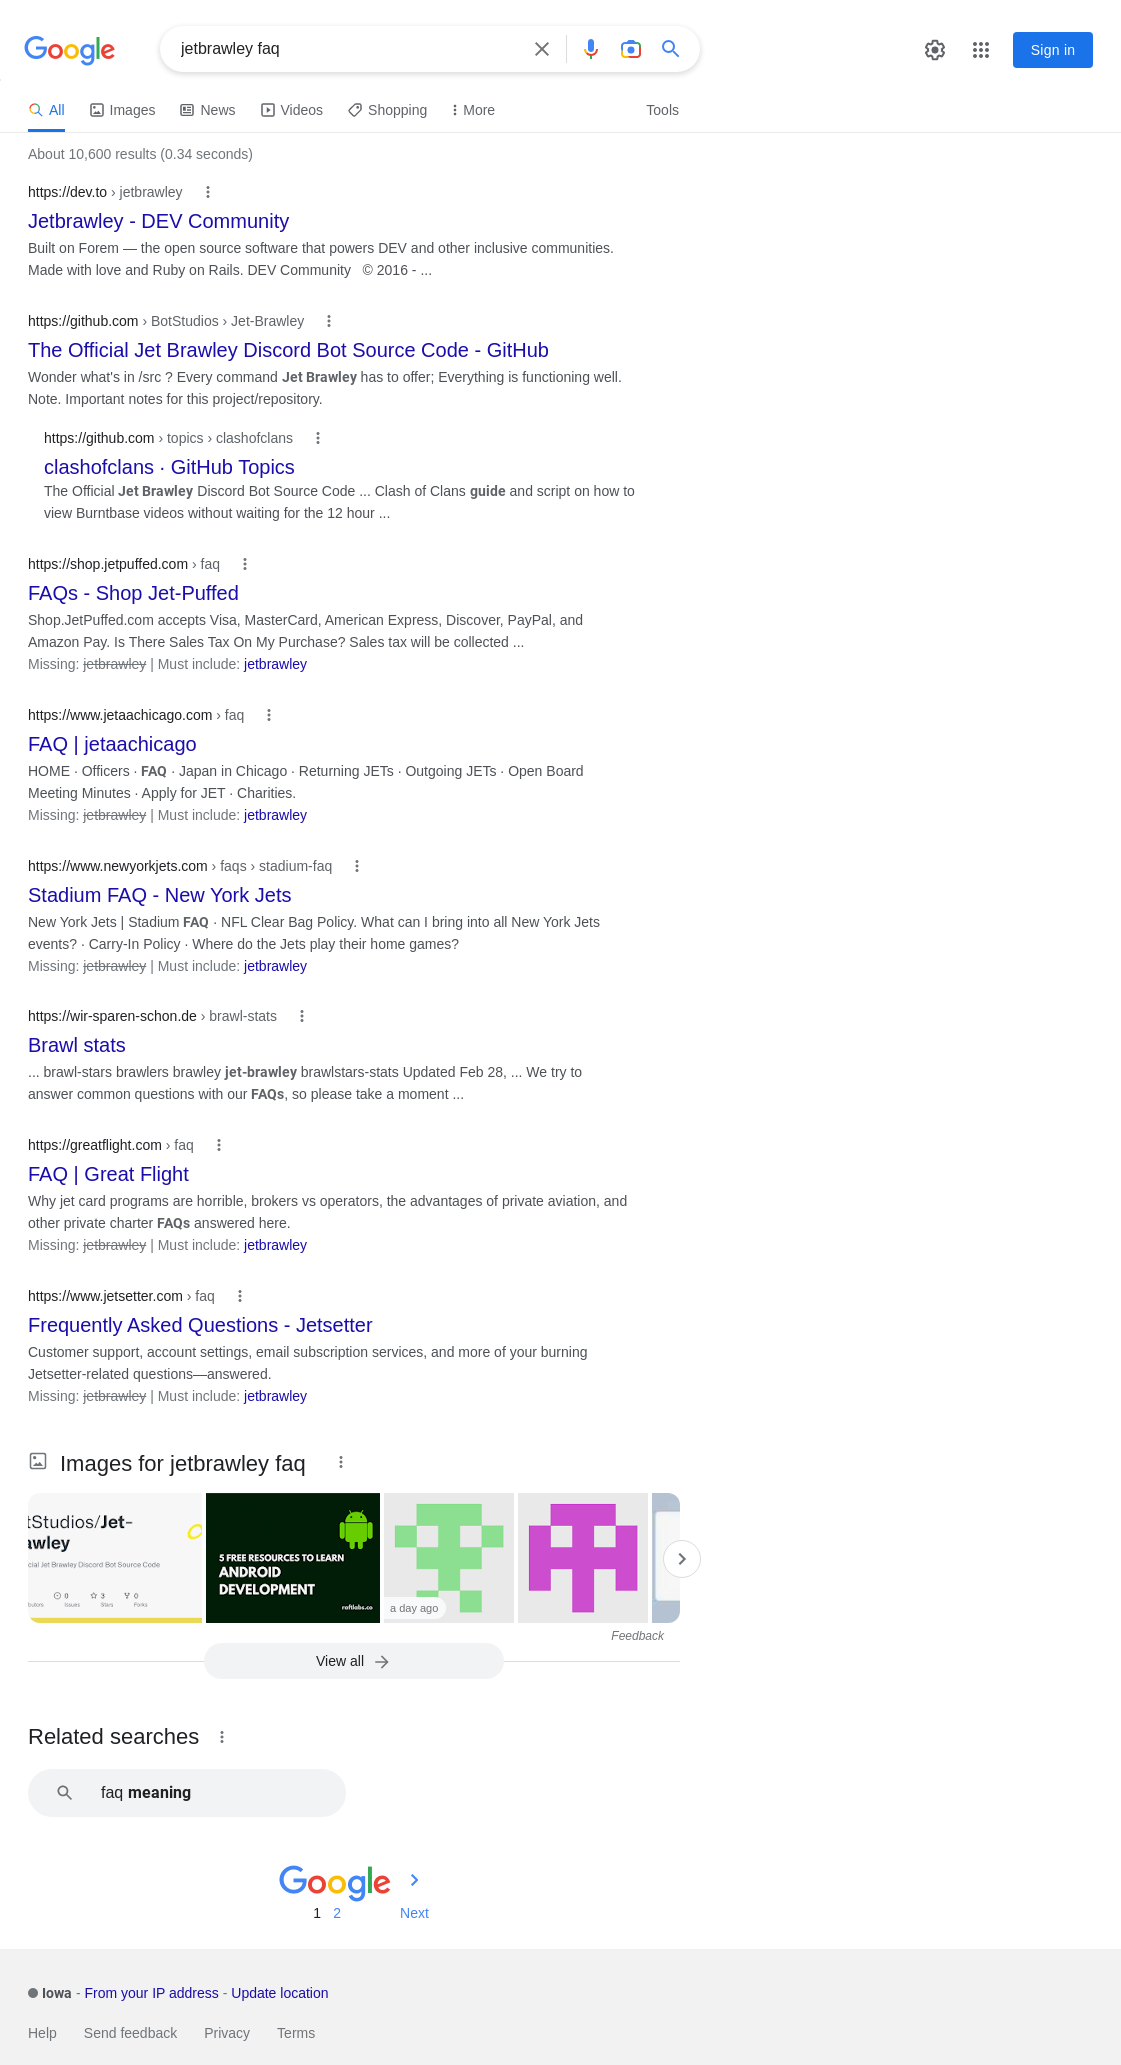 Google
jetbrawley faq
Sign in
All
Images
News
Videos
Shopping
More
Tools
About 10,600 results (0.34 seconds)
https://dev.to › jetbrawley
Jetbrawley - DEV Community
Built on Forem — the open source software that powers DEV and other inclusive communities.
Made with love and Ruby on Rails. DEV Community © 2016 - ...
https://github.com › BotStudios › Jet-Brawley
The Official Jet Brawley Discord Bot Source Code - GitHub
Wonder what's in /src ? Every command Jet Brawley has to offer; Everything is functioning well.
Note. Important notes for this project/repository.
https://github.com › topics › clashofclans
clashofclans · GitHub Topics
The Official Jet Brawley Discord Bot Source Code ... Clash of Clans guide and script on how to
view Burntbase videos without waiting for the 12 hour ...
https://shop.jetpuffed.com › faq
FAQs - Shop Jet-Puffed
Shop.JetPuffed.com accepts Visa, MasterCard, American Express, Discover, PayPal, and
Amazon Pay. Is There Sales Tax On My Purchase? Sales tax will be collected ...
Missing: jetbrawley | Must include: jetbrawley
https://www.jetaachicago.com › faq
FAQ | jetaachicago
HOME · Officers · FAQ · Japan in Chicago · Returning JETs · Outgoing JETs · Open Board
Meeting Minutes · Apply for JET · Charities.
Missing: jetbrawley | Must include: jetbrawley
https://www.newyorkjets.com › faqs › stadium-faq
Stadium FAQ - New York Jets
New York Jets | Stadium FAQ · NFL Clear Bag Policy. What can I bring into all New York Jets
events? · Carry-In Policy · Where do the Jets play their home games?
Missing: jetbrawley | Must include: jetbrawley
https://wir-sparen-schon.de › brawl-stats
Brawl stats
... brawl-stars brawlers brawley jet-brawley brawlstars-stats Updated Feb 28, ... We try to
answer common questions with our FAQs, so please take a moment ...
https://greatflight.com › faq
FAQ | Great Flight
Why jet card programs are horrible, brokers vs operators, the advantages of private aviation, and
other private charter FAQs answered here.
Missing: jetbrawley | Must include: jetbrawley
https://www.jetsetter.com › faq
Frequently Asked Questions - Jetsetter
Customer support, account settings, email subscription services, and more of your burning
Jetsetter-related questions—answered.
Missing: jetbrawley | Must include: jetbrawley
Images for jetbrawley faq
tStudios/Jet-
awley
cial Jet Brawley Discord Bot Source Code
0
3
0
butors
Issues
Stars
Forks
5 FREE RESOURCES TO LEARN
ANDROID
DEVELOPMENT
raftlabs.co
a day ago
Feedback
View all
Related searches
faq meaning
Google
1 2 Next
Iowa - From your IP address - Update location
Help Send feedback Privacy Terms